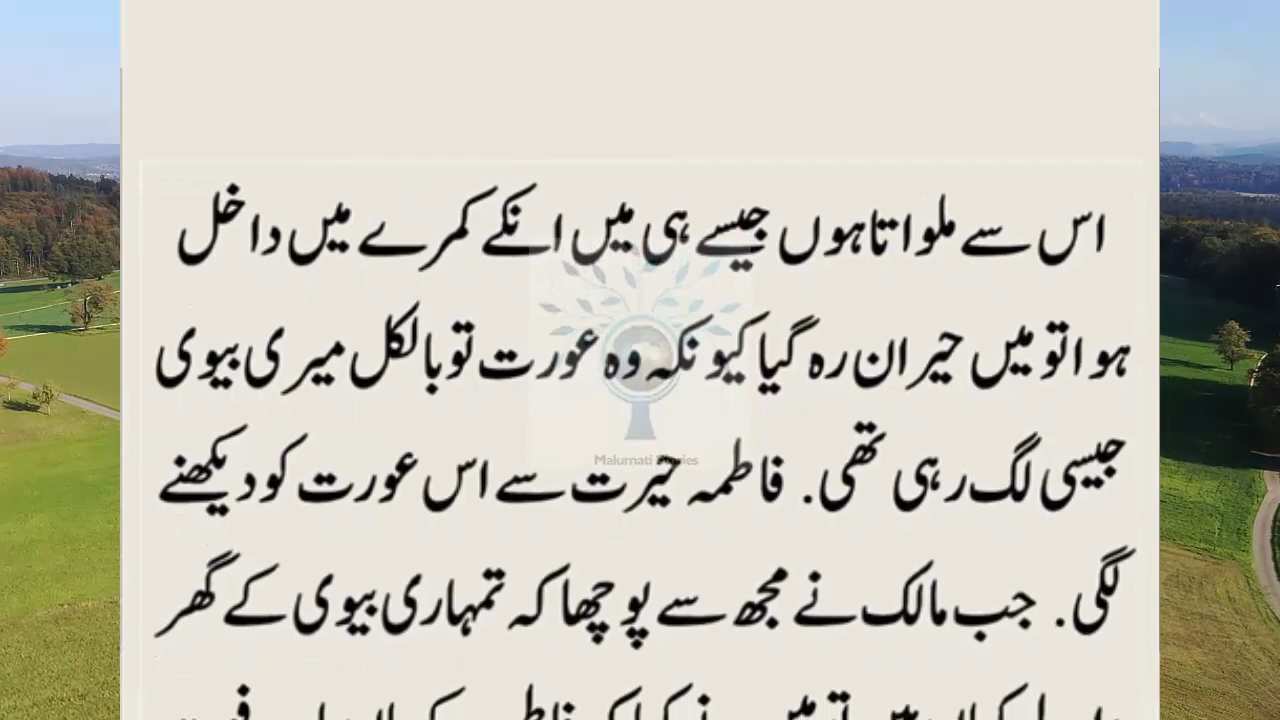 اس سے ملواتا ہوں جیسے ہی میں انکے کمرے میں داخل
ہوا تو میں حیران رہ گیا کیونکہ وہ عورت تو بالکل میری بیوی
جیسی لگ رہی تھی. فاطمہ حیرت سے اس عورت کو دیکھنے
لگی. جب مالک نے مجھ سے پوچھا کہ تمہاری بیوی کے گھر
Malumati Stories